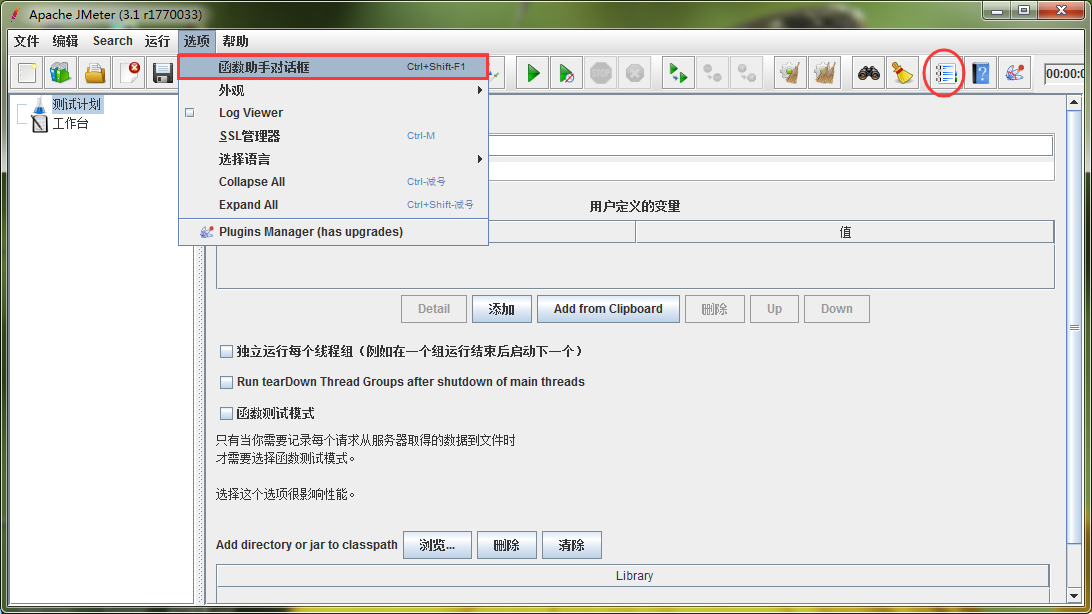 Apache JMeter (3.1 r1770033)
文件 编辑 Search 运行 选项 帮助
函数助手对话框 Ctrl+Shift-F1
STOP
?
00:00:0
外观
Log Viewer
SSL管理器 Ctrl-M
选择语言
Collapse All Ctrl-减号
Expand All Ctrl+Shift-减号
Plugins Manager (has upgrades)
测试计划
工作台
用户定义的变量
值
Detail 添加 Add from Clipboard 删除 Up Down
独立运行每个线程组（例如在一个组运行结束后启动下一个）
Run tearDown Thread Groups after shutdown of main threads
函数测试模式
只有当你需要记录每个请求从服务器取得的数据到文件时
才需要选择函数测试模式。
选择这个选项很影响性能。
Add directory or jar to classpath 浏览... 删除 清除
Library